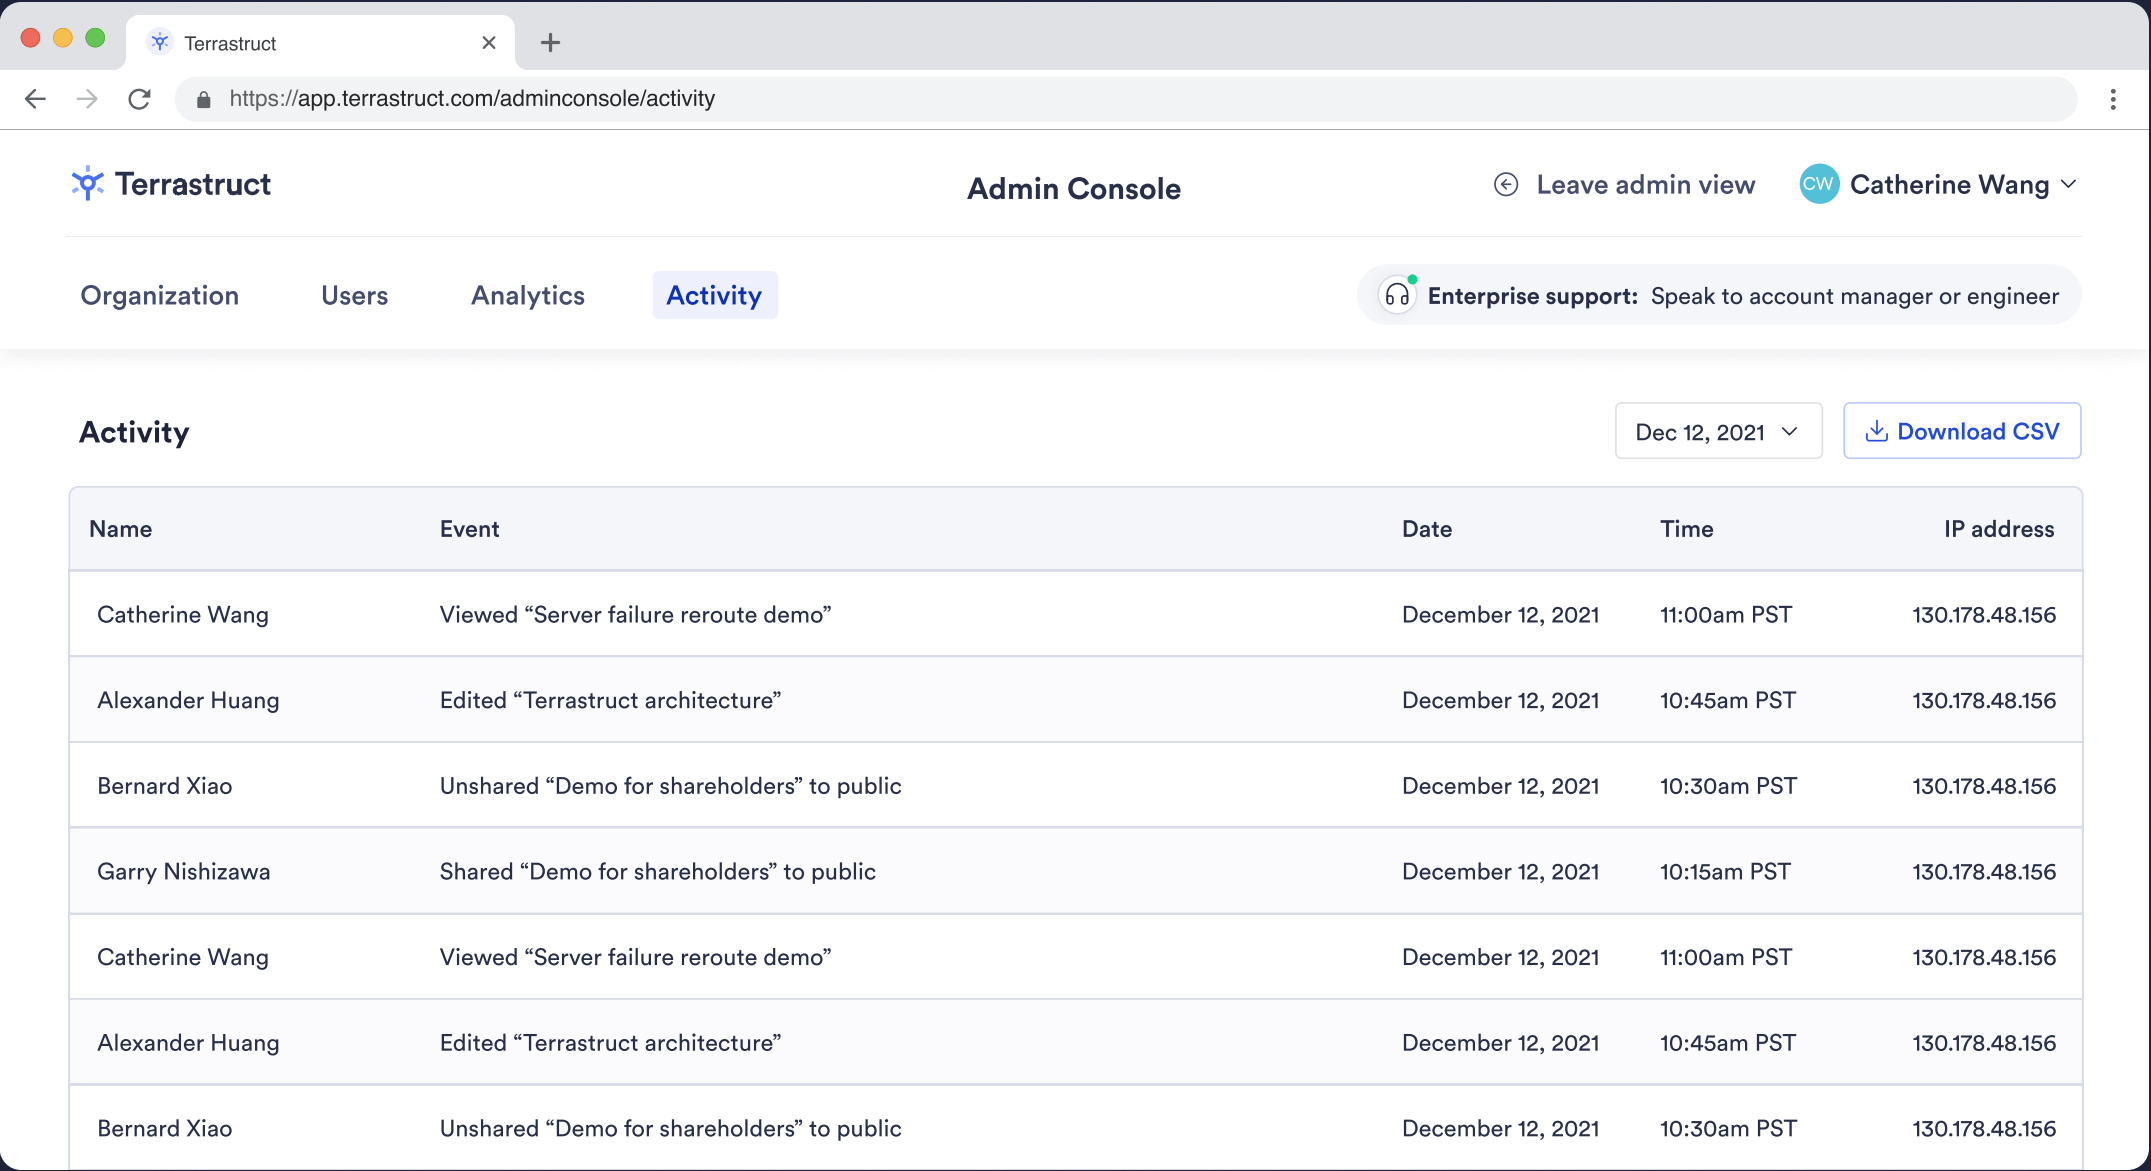 Terrastruct
https://app.terrastruct.com/adminconsole/activity
Terrastruct
Admin Console
Leave admin view
CW
Catherine Wang
Organization
Users
Analytics
Activity
Enterprise support: Speak to account manager or engineer
Activity
Dec 12, 2021
Download CSV
Name Event Date Time IP address
Catherine Wang Viewed “Server failure reroute demo” December 12, 2021 11:00am PST 130.178.48.156
Alexander Huang Edited “Terrastruct architecture” December 12, 2021 10:45am PST 130.178.48.156
Bernard Xiao Unshared “Demo for shareholders” to public December 12, 2021 10:30am PST 130.178.48.156
Garry Nishizawa Shared “Demo for shareholders” to public December 12, 2021 10:15am PST 130.178.48.156
Catherine Wang Viewed “Server failure reroute demo” December 12, 2021 11:00am PST 130.178.48.156
Alexander Huang Edited “Terrastruct architecture” December 12, 2021 10:45am PST 130.178.48.156
Bernard Xiao Unshared “Demo for shareholders” to public December 12, 2021 10:30am PST 130.178.48.156